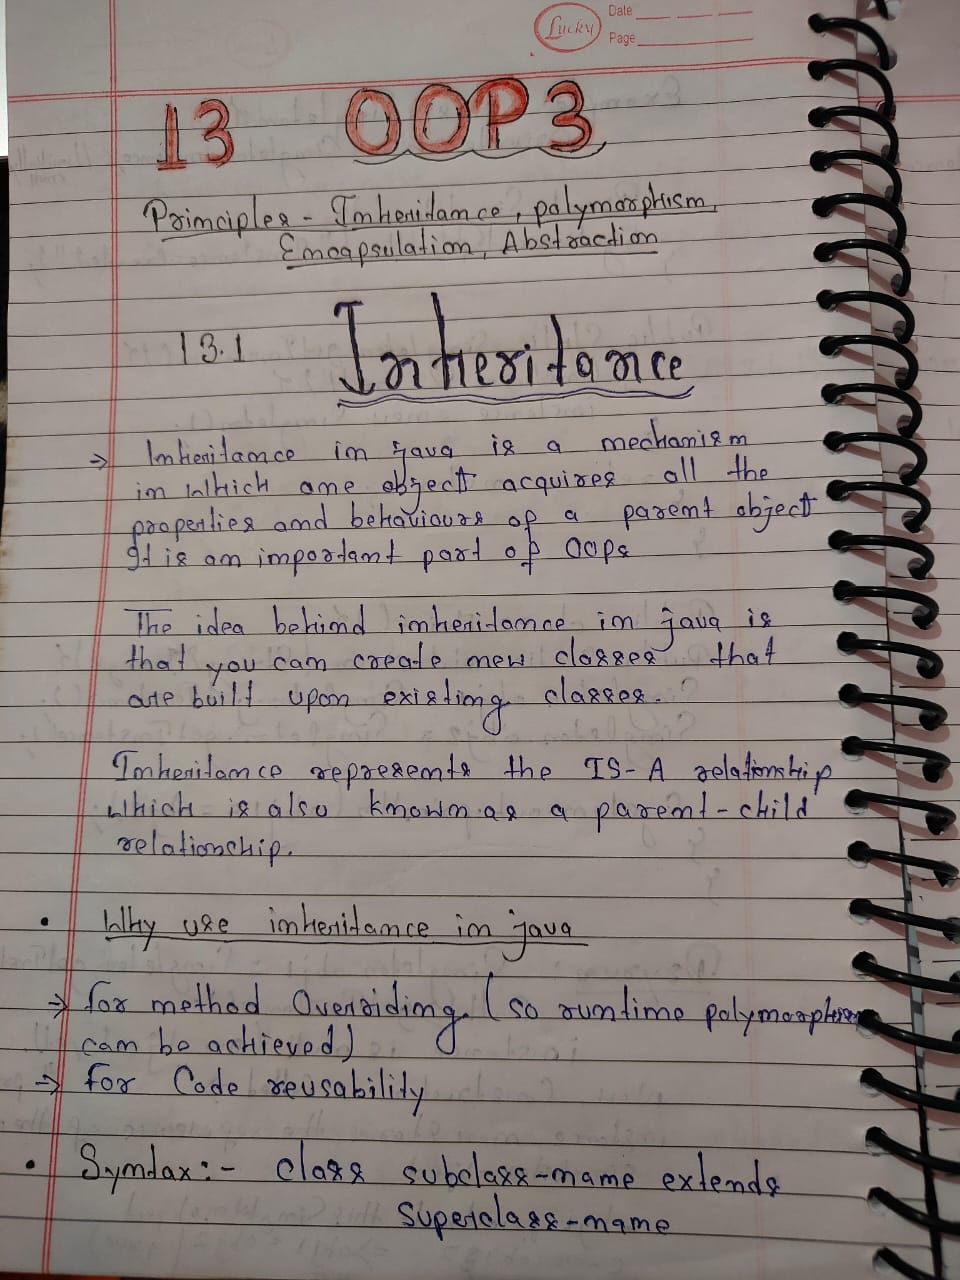 Lucky
Date
Page
13 OOP3
Principles - Inheritance, polymorphism,
Encapsulation, Abstraction
13.1 Inheritance
→ Inheritance in java is a mechanism
in which one object acquires all the
properties and behaviours of a parent object
It is an important part of OOPs
The idea behind inheritance in java is
that you can create new classes that
are built upon existing classes.
Inheritance represents the IS-A relationship
which is also known as a parent-child
relationship.
• Why use inheritance in java
→ for method Overriding (so runtime polymorphism
can be achieved)
→ for Code reusability
• Syntax:- class subclass-name extends
superclass-name